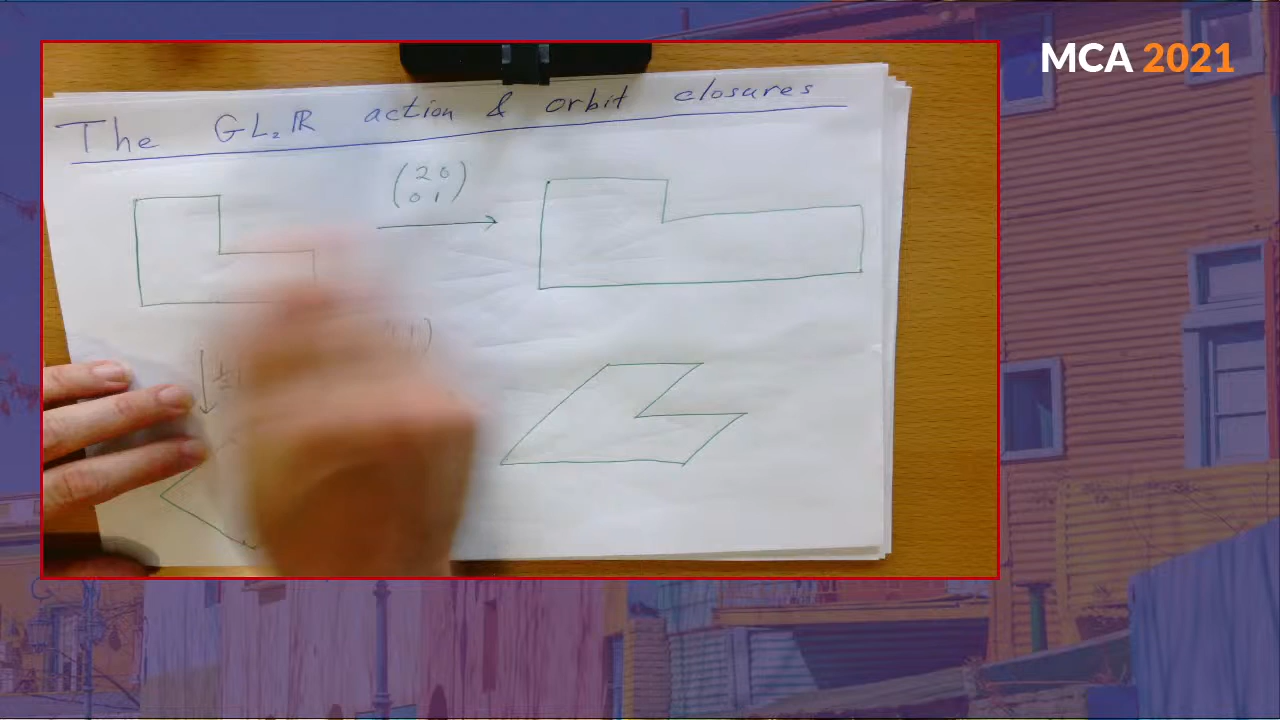 MCA 2021
The GL₂ℝ action & orbit closures
(2 0
0 1)